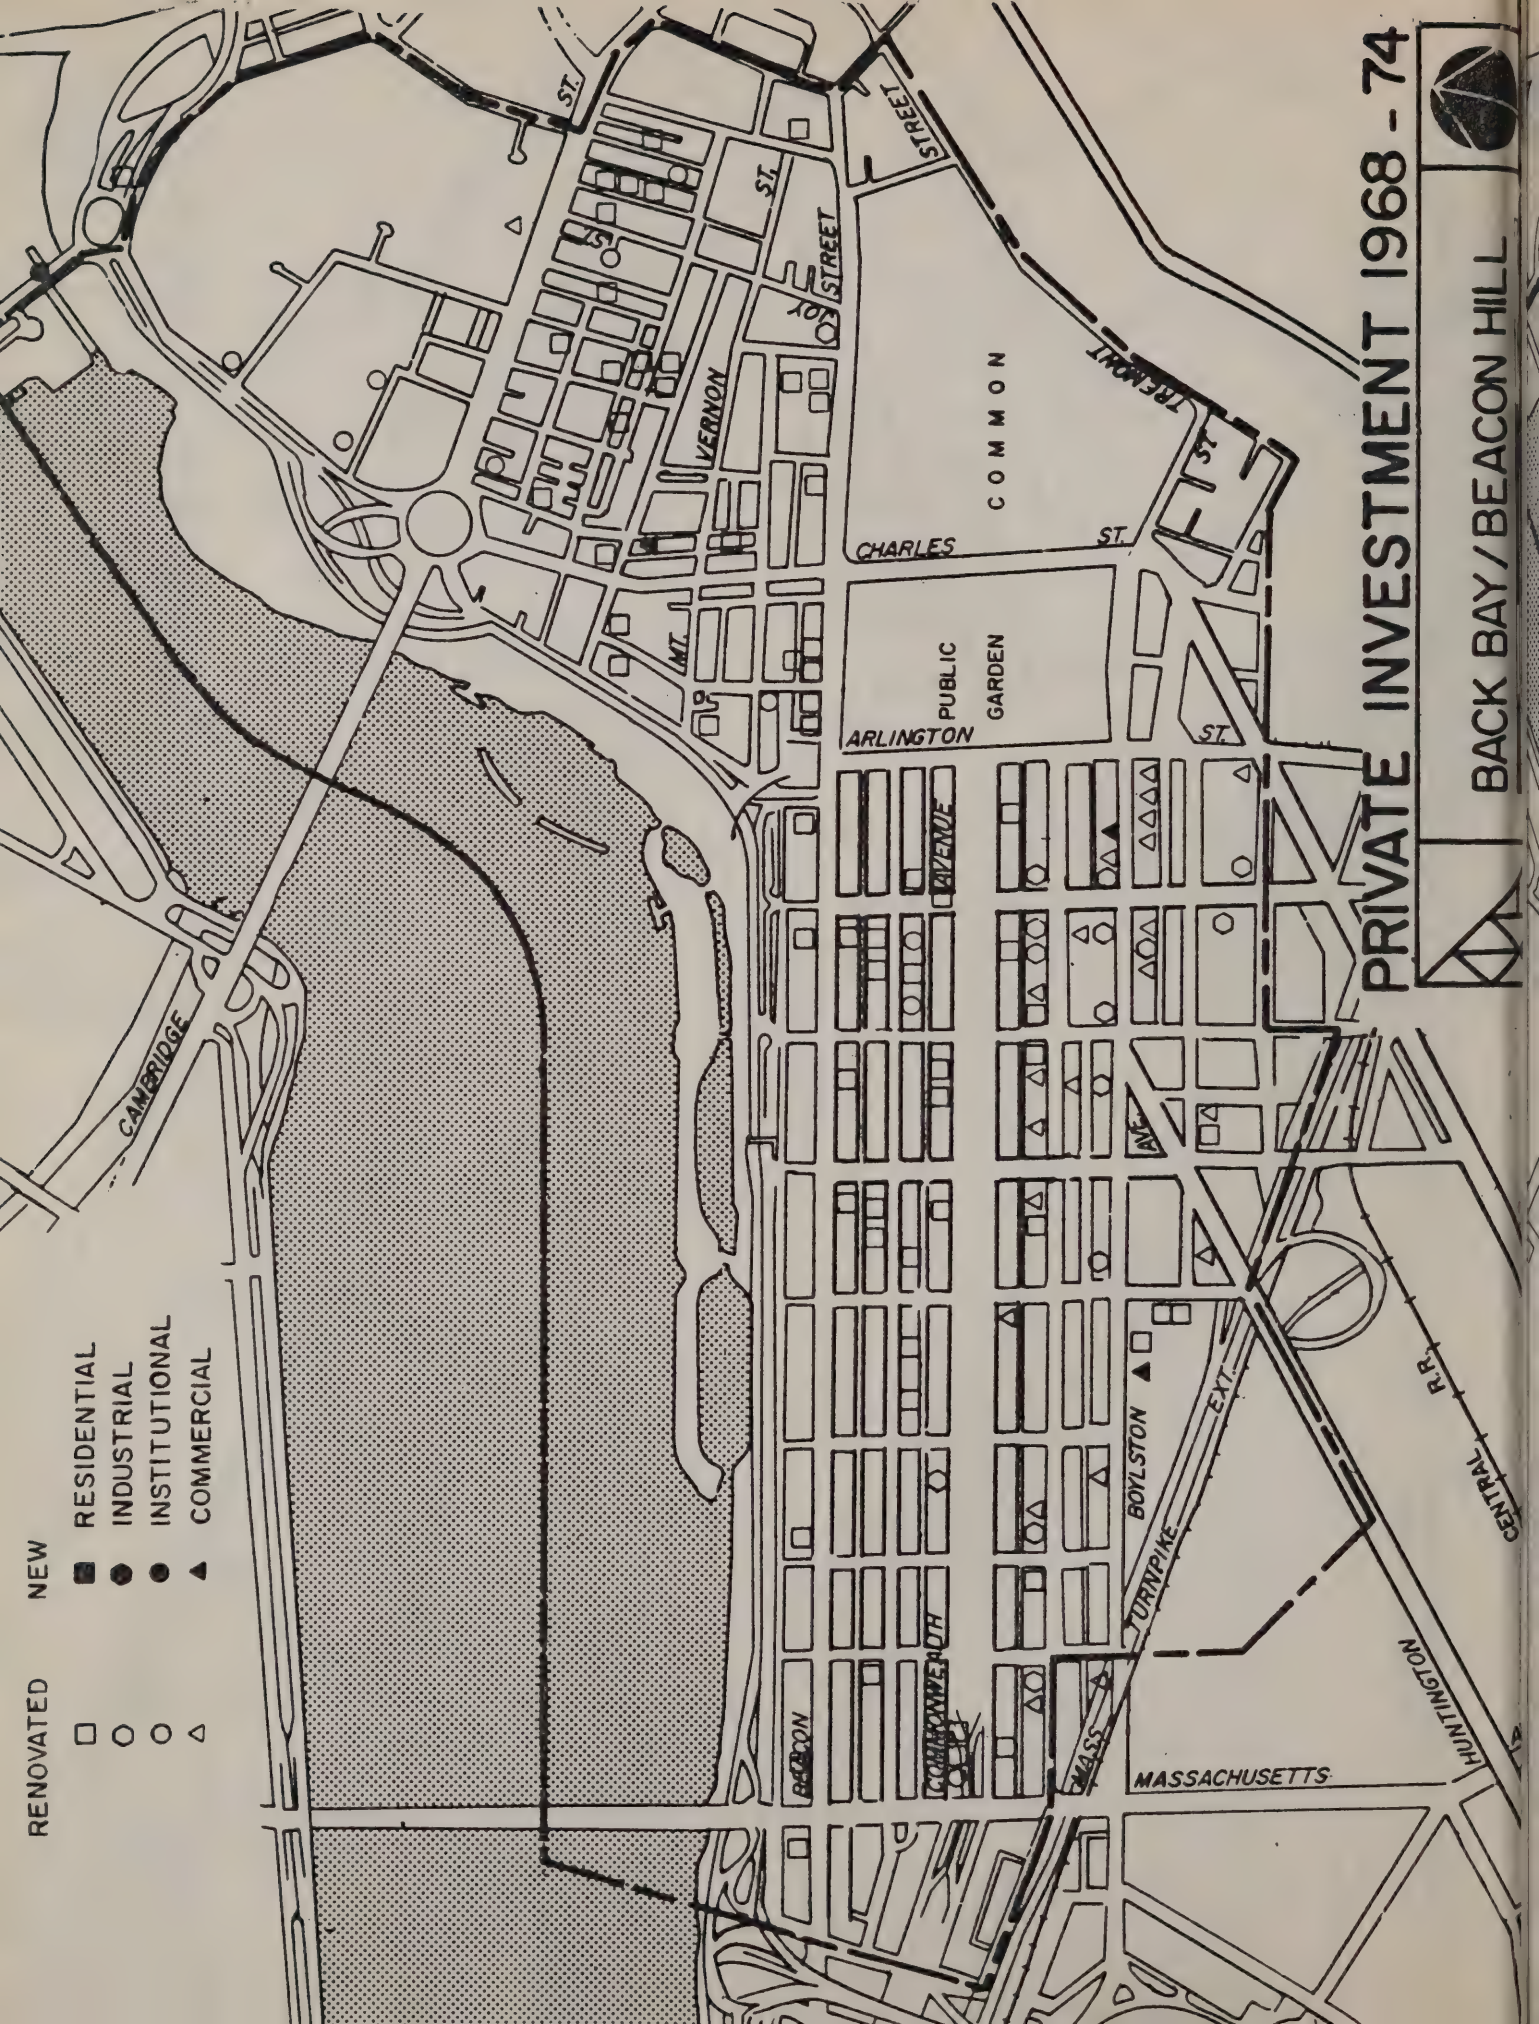 RENOVATED NEW
RESIDENTIAL
INDUSTRIAL
INSTITUTIONAL
COMMERCIAL
CAMBRIDGE
ST.
ST.
ST.
JOY
STREET
STREET
MT.
VERNON
COMMON
TREMONT
ST
CHARLES ST.
PUBLIC
GARDEN
ARLINGTON ST.
AVENUE
AVE.
BEACON
COMMONWEALTH
BOYLSTON
TURNPIKE EXT.
MASS
MASSACHUSETTS
HUNTINGTON
CENTRAL R.R.
PRIVATE INVESTMENT 1968-74
BACK BAY/BEACON HILL